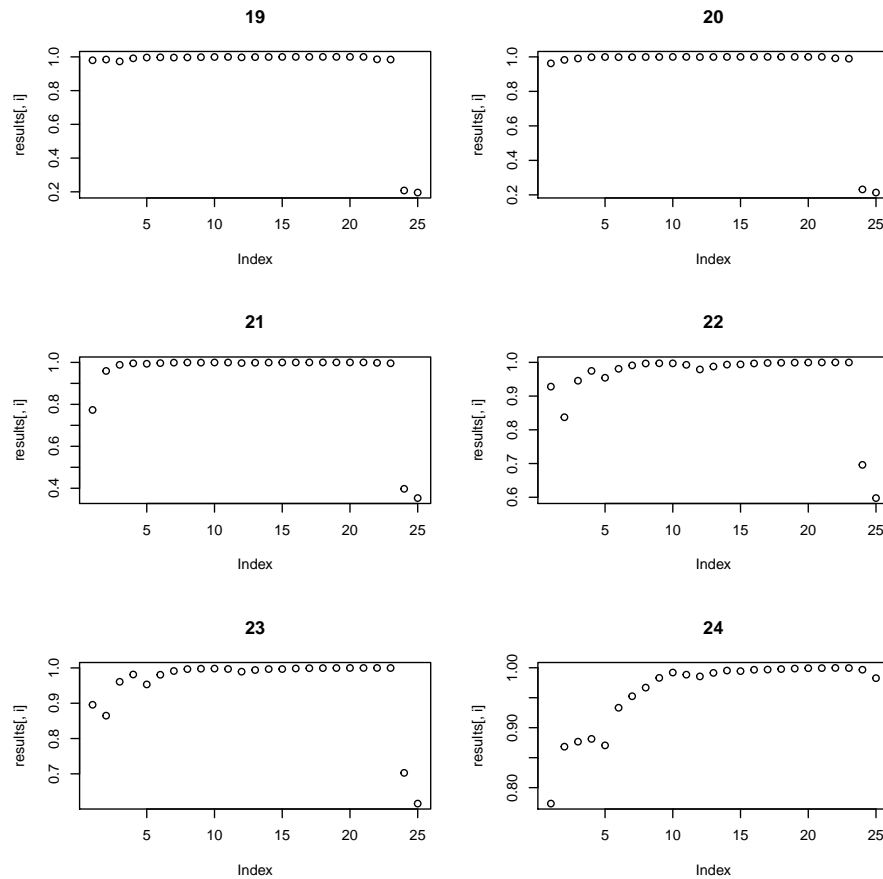 19
results[, i]
0.2 0.4 0.6 0.8 1.0
5 10 15 20 25
Index
20
results[, i]
0.2 0.4 0.6 0.8 1.0
5 10 15 20 25
Index
21
results[, i]
0.4 0.6 0.8 1.0
5 10 15 20 25
Index
22
results[, i]
0.6 0.7 0.8 0.9 1.0
5 10 15 20 25
Index
23
results[, i]
0.7 0.8 0.9 1.0
5 10 15 20 25
Index
24
results[, i]
0.80 0.90 1.00
5 10 15 20 25
Index